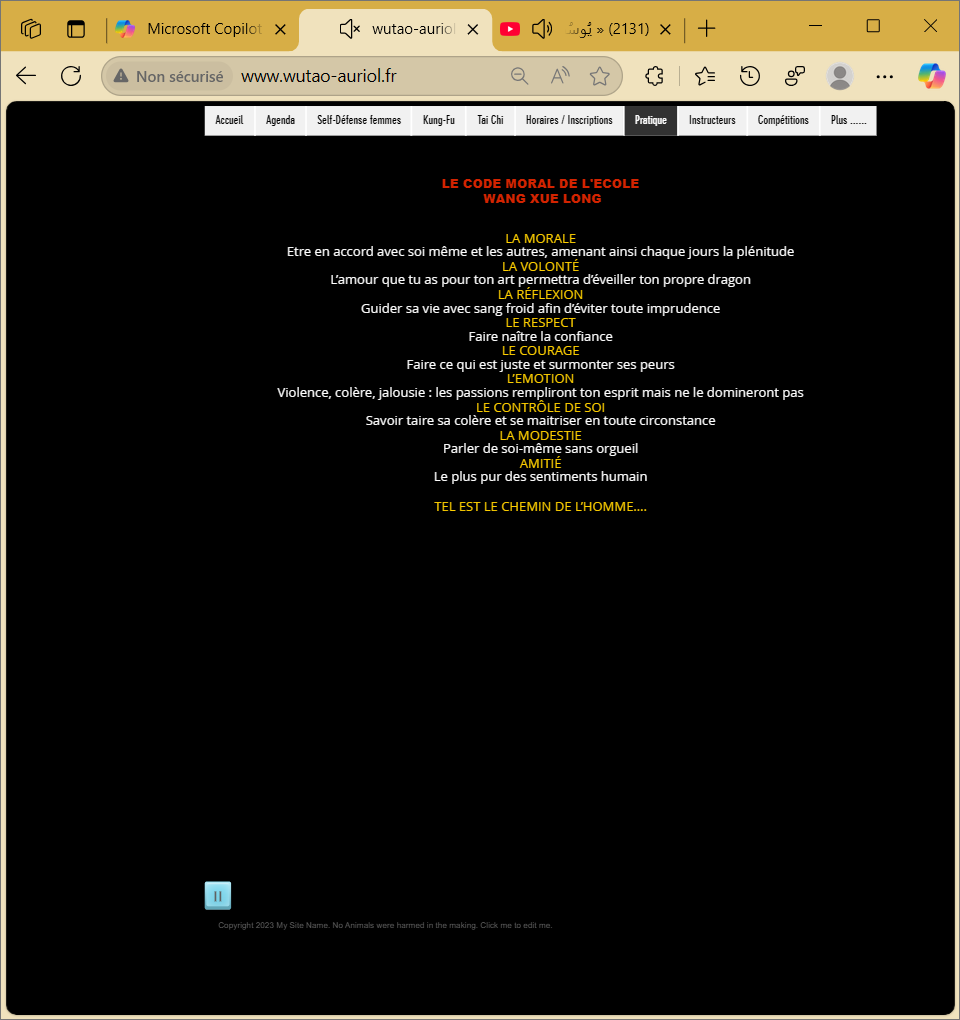 Microsoft Copilot
wutao-auriol
(2131) »
Non sécurisé
www.wutao-auriol.fr
Accueil
Agenda
Self-Défense femmes
Kung-Fu
Tai Chi
Horaires / Inscriptions
Pratique
Instructeurs
Compétitions
Plus ......
LE CODE MORAL DE L'ECOLE
WANG XUE LONG
LA MORALE
Etre en accord avec soi même et les autres, amenant ainsi chaque jours la plénitude
LA VOLONTÉ
L’amour que tu as pour ton art permettra d’éveiller ton propre dragon
LA RÉFLEXION
Guider sa vie avec sang froid afin d’éviter toute imprudence
LE RESPECT
Faire naître la confiance
LE COURAGE
Faire ce qui est juste et surmonter ses peurs
L’EMOTION
Violence, colère, jalousie : les passions rempliront ton esprit mais ne le domineront pas
LE CONTRÔLE DE SOI
Savoir taire sa colère et se maitriser en toute circonstance
LA MODESTIE
Parler de soi-même sans orgueil
AMITIÉ
Le plus pur des sentiments humain
TEL EST LE CHEMIN DE L’HOMME....
Copyright 2023 My Site Name. No Animals were harmed in the making. Click me to edit me.